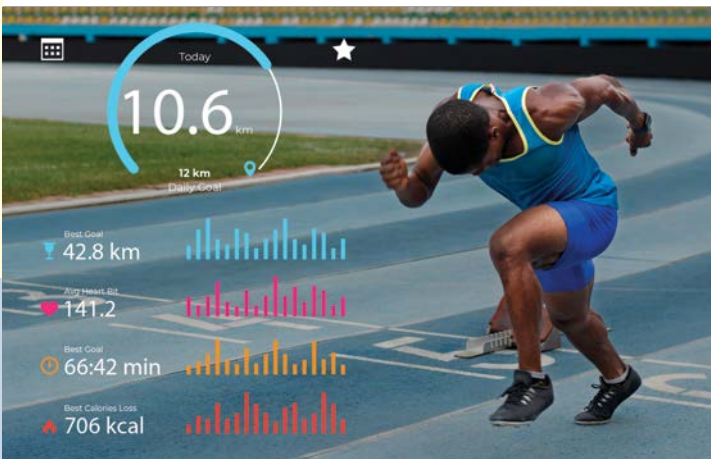 Today
10.6 km
12 km
Daily Goal
Best Goal
42.8 km
Avg Heart Bit
141.2
Best Goal
66:42 min
Best Calories Loss
706 kcal